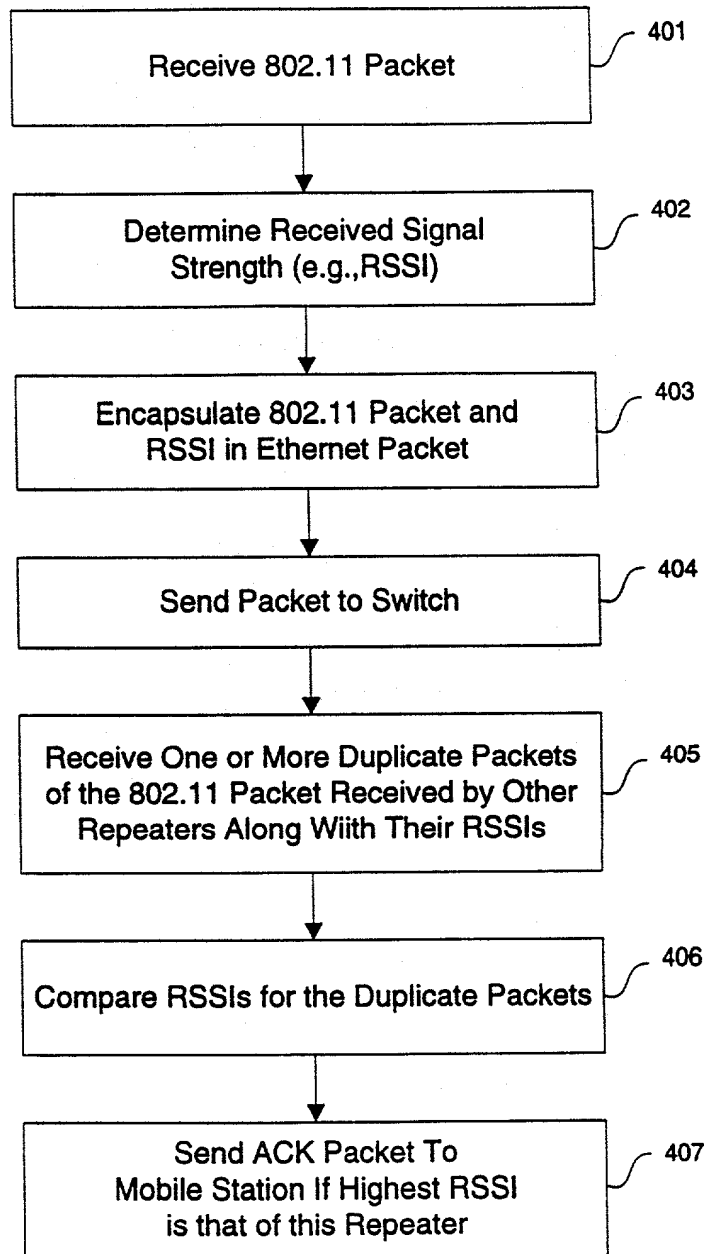 Receive 802.11 Packet
401
Determine Received Signal
Strength (e.g.,RSSI)
402
Encapsulate 802.11 Packet and
RSSI in Ethernet Packet
403
Send Packet to Switch
404
Receive One or More Duplicate Packets
of the 802.11 Packet Received by Other
Repeaters Along Wiith Their RSSIs
405
Compare RSSIs for the Duplicate Packets
406
Send ACK Packet To
Mobile Station If Highest RSSI
is that of this Repeater
407